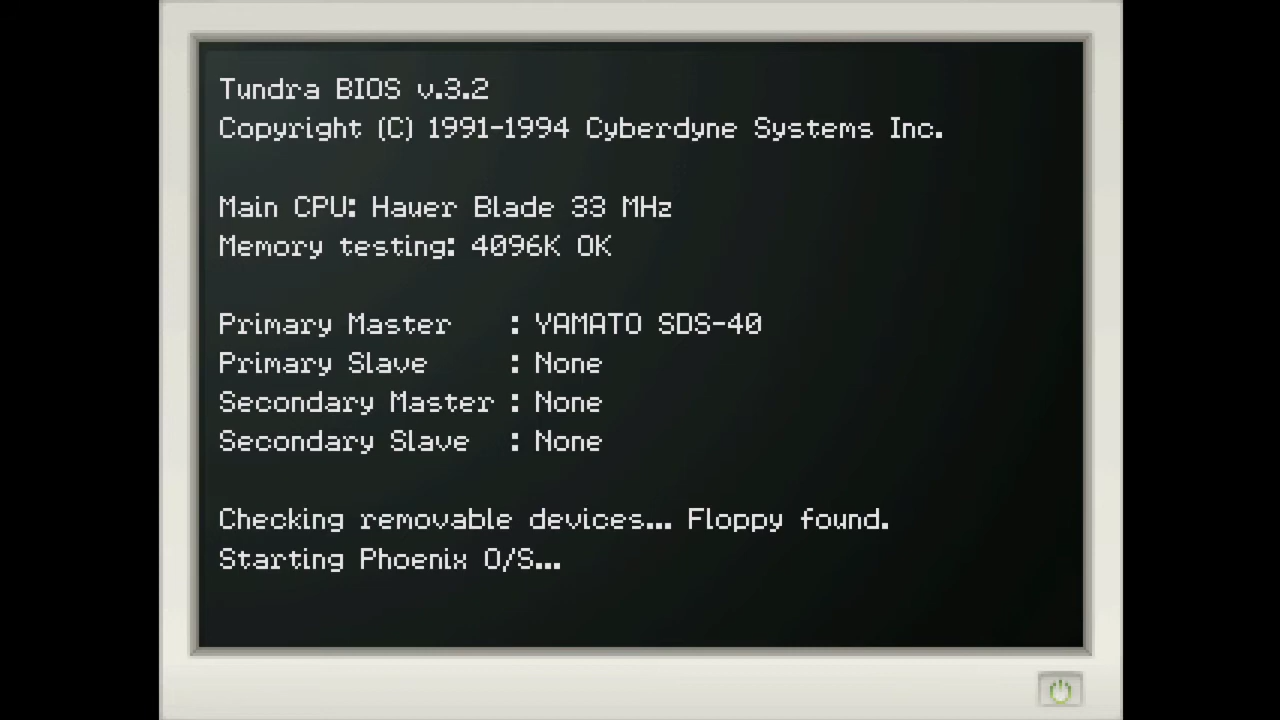 Tundra BIOS v.3.2
Copyright (C) 1991-1994 Cyberdyne Systems Inc.
Main CPU: Hauer Blade 33 MHz
Memory testing: 4096K OK
Primary Master : YAMATO SDS-40
Primary Slave : None
Secondary Master : None
Secondary Slave : None
Checking removable devices... Floppy found.
Starting Phoenix O/S...